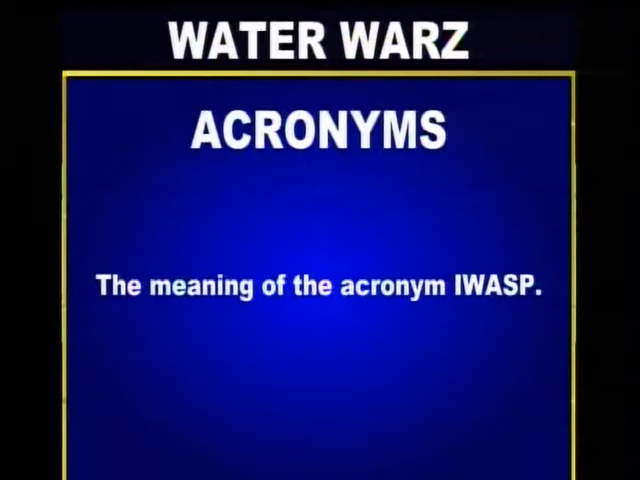 WATER WARZ
ACRONYMS
The meaning of the acronym IWASP.